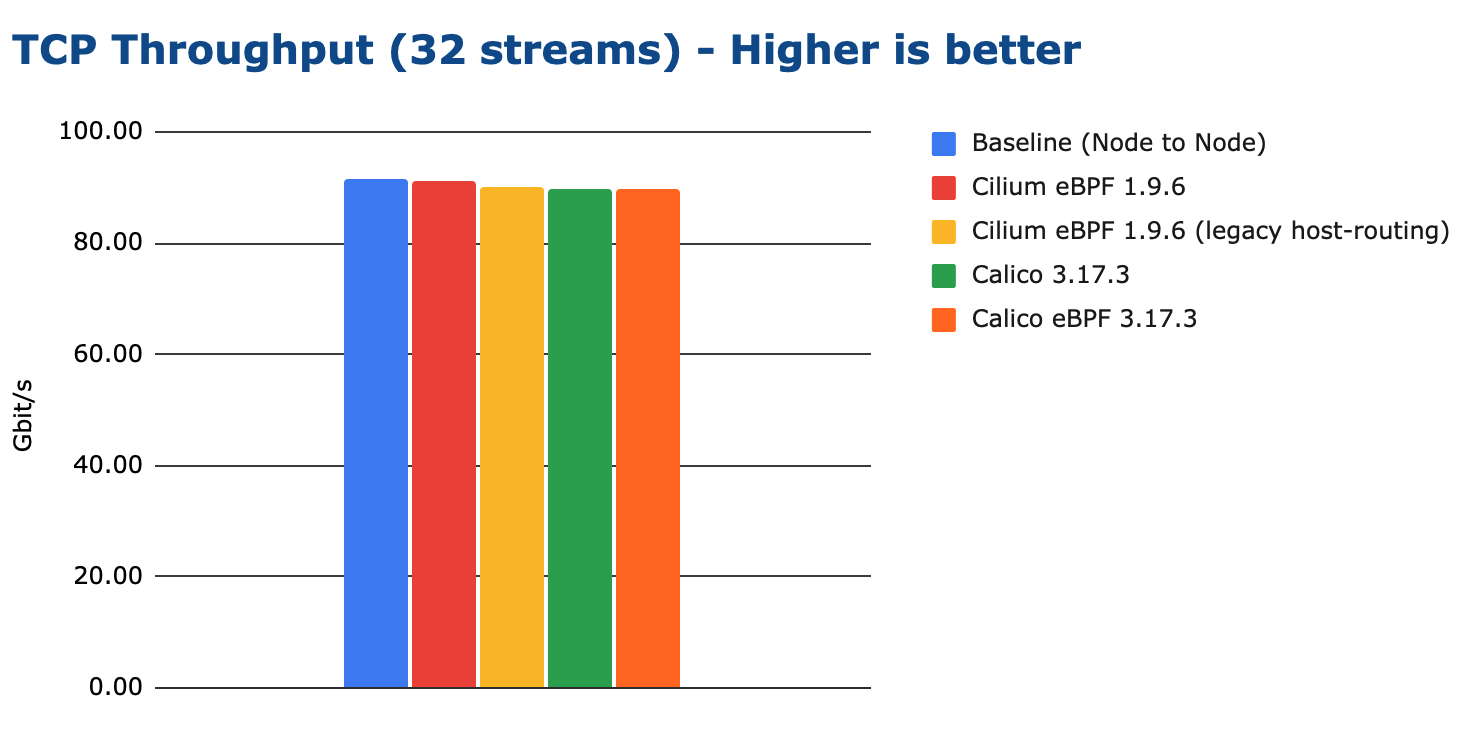 TCP Throughput (32 streams) - Higher is better
100.00
80.00
60.00
40.00
20.00
0.00
Gbit/s
Baseline (Node to Node)
Cilium eBPF 1.9.6
Cilium eBPF 1.9.6 (legacy host-routing)
Calico 3.17.3
Calico eBPF 3.17.3